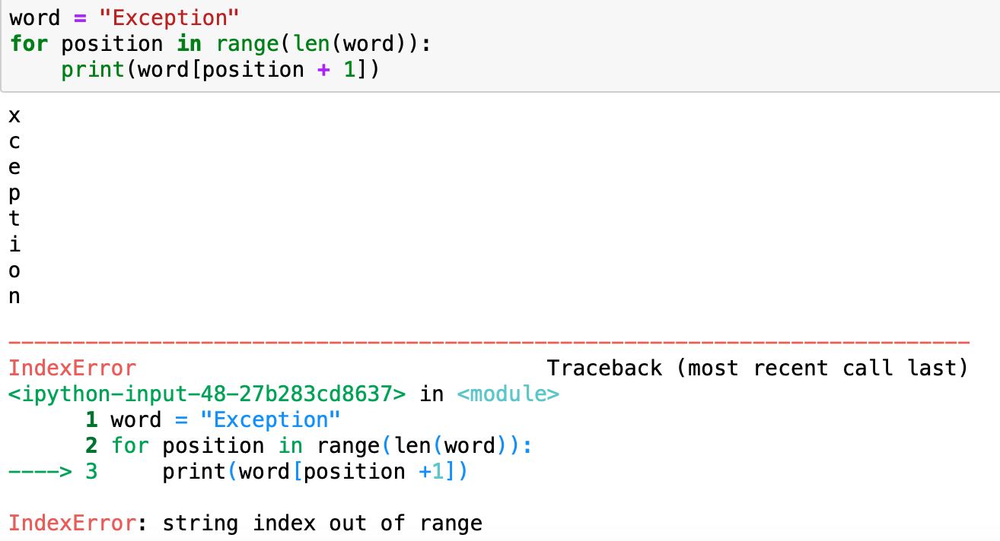 word = "Exception"
for position in range(len(word)):
    print(word[position + 1])
x
c
e
p
t
i
o
n
---------------------------------------------------------------------------
IndexError                                Traceback (most recent call last)
<ipython-input-48-27b283cd8637> in <module>
      1 word = "Exception"
      2 for position in range(len(word)):
----> 3     print(word[position +1])
IndexError: string index out of range